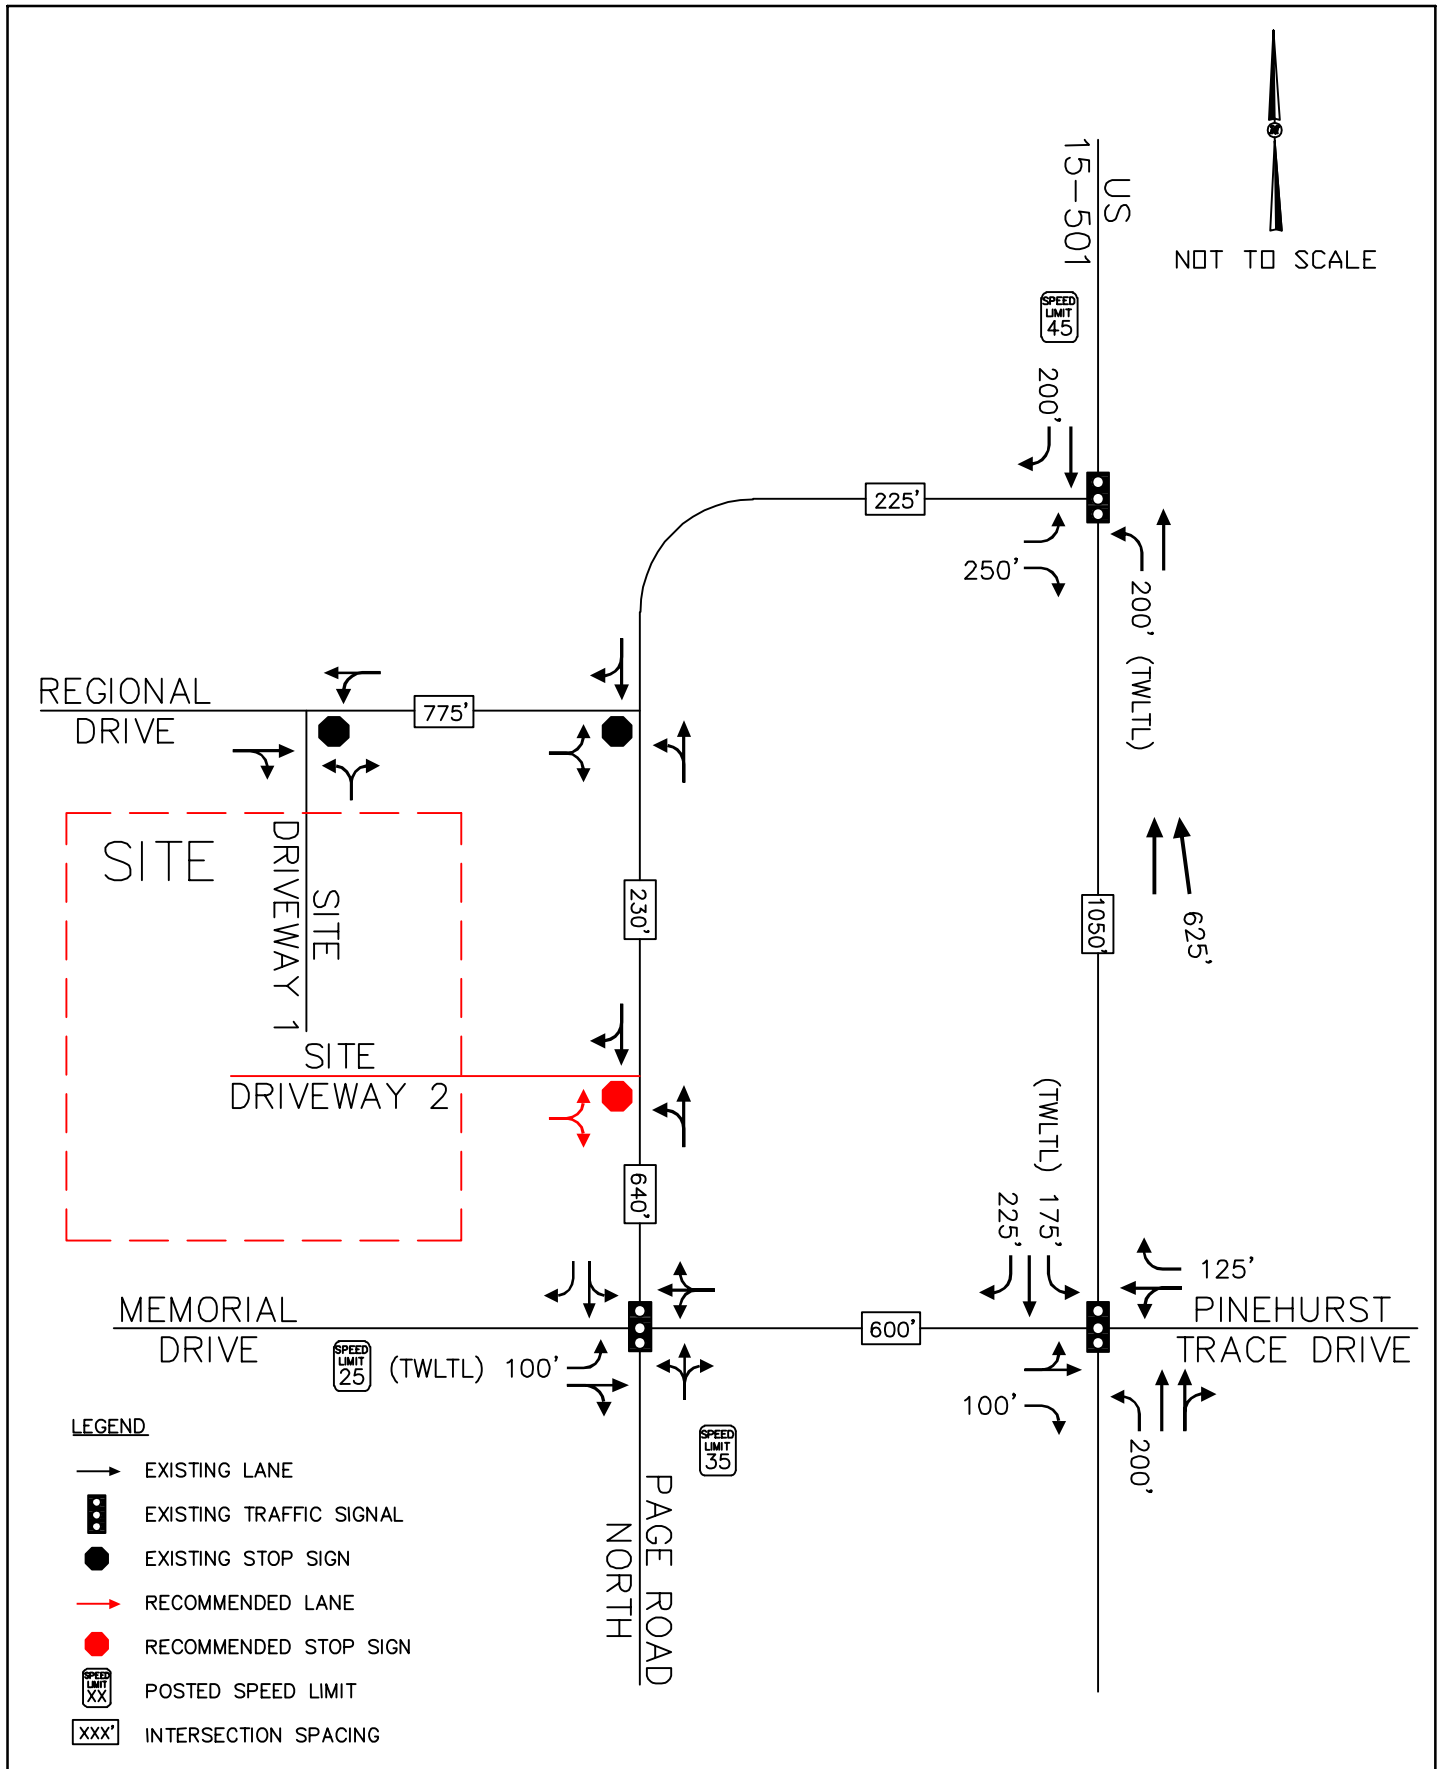 US
15-501
NOT TO SCALE
SPEED
LIMIT
45
200'
225'
250'
200' (TWLTL)
REGIONAL
DRIVE
775'
SITE
SITE
DRIVEWAY 1
230'
1050'
625'
SITE
DRIVEWAY 2
640'
(TWLTL) 175'
225'
125'
MEMORIAL
DRIVE
600'
PINEHURST
TRACE DRIVE
SPEED
LIMIT
25
(TWLTL) 100'
100'
200'
SPEED
LIMIT
35
PAGE ROAD
NORTH
LEGEND
EXISTING LANE
EXISTING TRAFFIC SIGNAL
EXISTING STOP SIGN
RECOMMENDED LANE
RECOMMENDED STOP SIGN
SPEED
LIMIT
XX
POSTED SPEED LIMIT
XXX' INTERSECTION SPACING